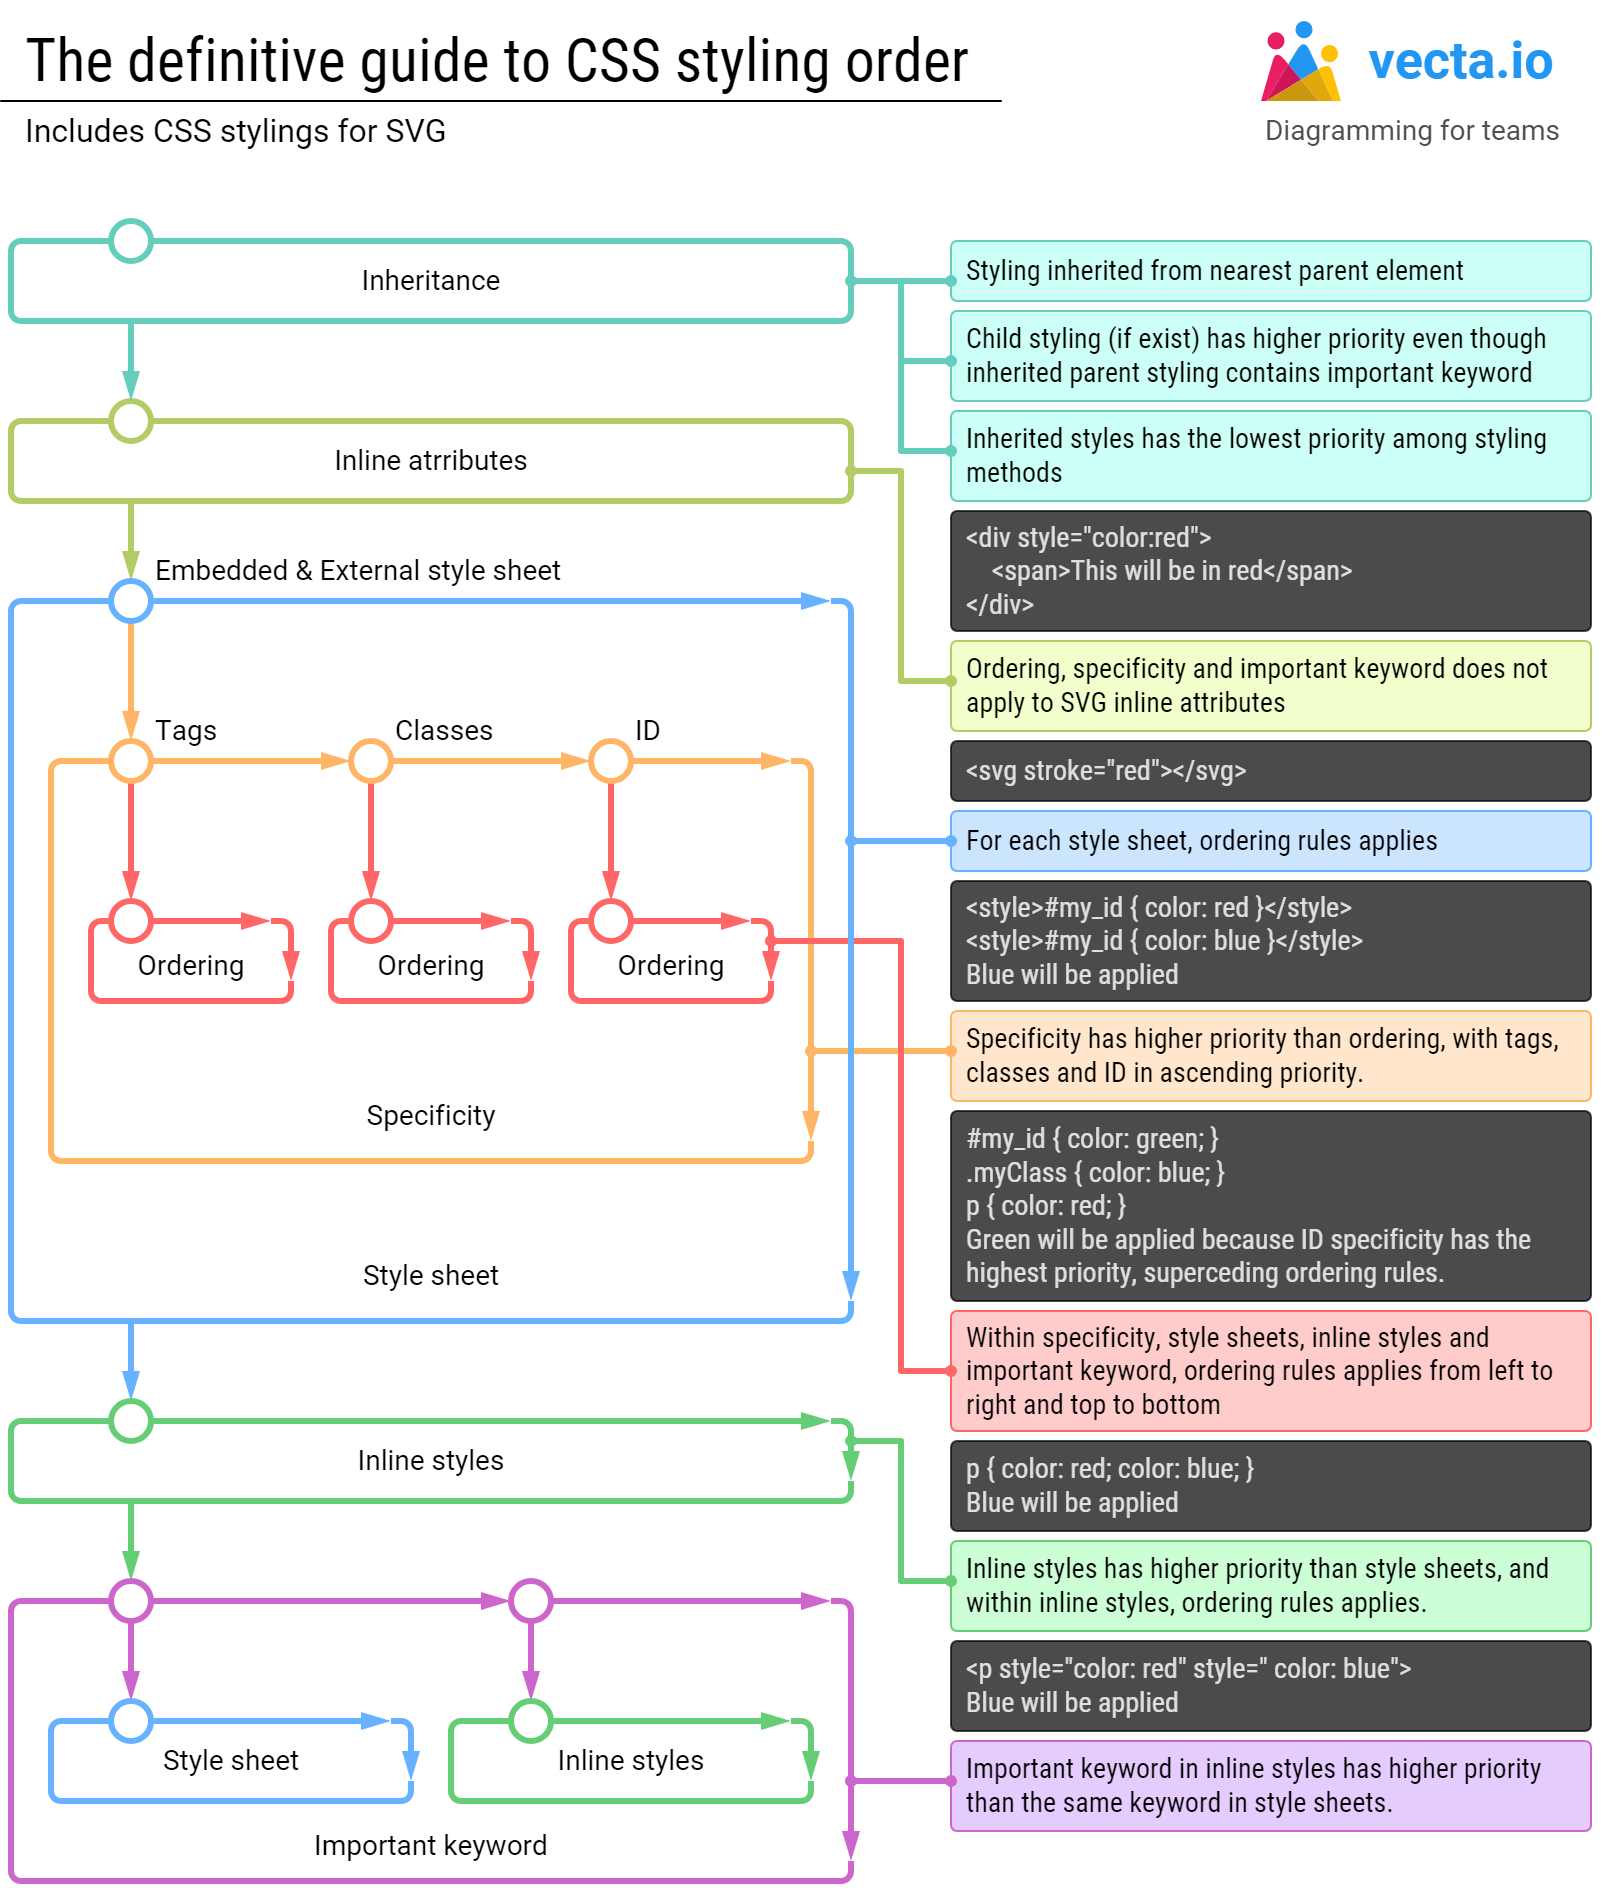 The definitive guide to CSS styling order
vecta.io
Includes CSS stylings for SVG
Diagramming for teams
Inheritance
Styling inherited from nearest parent element
Child styling (if exist) has higher priority even though
inherited parent styling contains important keyword
Inherited styles has the lowest priority among styling
methods
Inline atrributes
<div style="color:red">
<span>This will be in red</span>
</div>
Embedded & External style sheet
Ordering, specificity and important keyword does not
apply to SVG inline attributes
Tags
Classes
ID
<svg stroke="red"></svg>
For each style sheet, ordering rules applies
<style>#my_id { color: red }</style>
<style>#my_id { color: blue }</style>
Blue will be applied
Ordering
Ordering
Ordering
Specificity has higher priority than ordering, with tags,
classes and ID in ascending priority.
Specificity
#my_id { color: green; }
.myClass { color: blue; }
p { color: red; }
Green will be applied because ID specificity has the
highest priority, superceding ordering rules.
Style sheet
Within specificity, style sheets, inline styles and
important keyword, ordering rules applies from left to
right and top to bottom
Inline styles
p { color: red; color: blue; }
Blue will be applied
Inline styles has higher priority than style sheets, and
within inline styles, ordering rules applies.
<p style="color: red" style=" color: blue">
Blue will be applied
Style sheet
Inline styles
Important keyword in inline styles has higher priority
than the same keyword in style sheets.
Important keyword